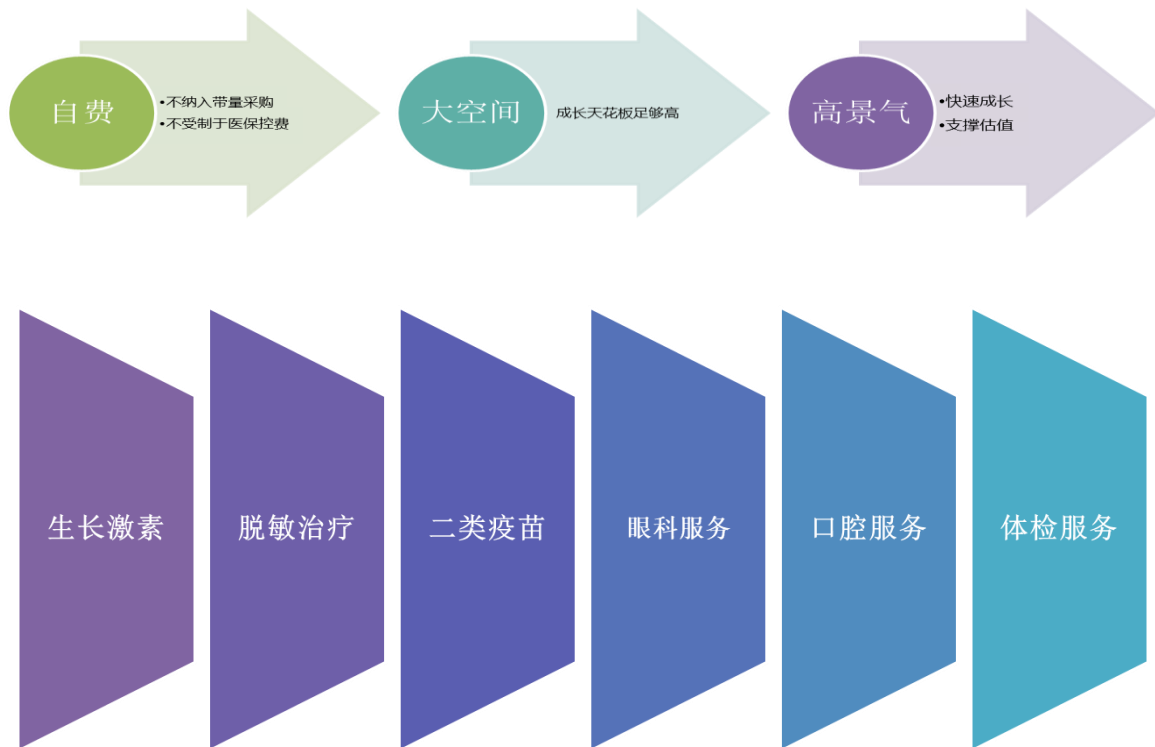 自费
•不纳入带量采购
•不受制于医保控费
大空间
成长天花板足够高
高景气
•快速成长
•支撑估值
生长激素
脱敏治疗
二类疫苗
眼科服务
口腔服务
体检服务